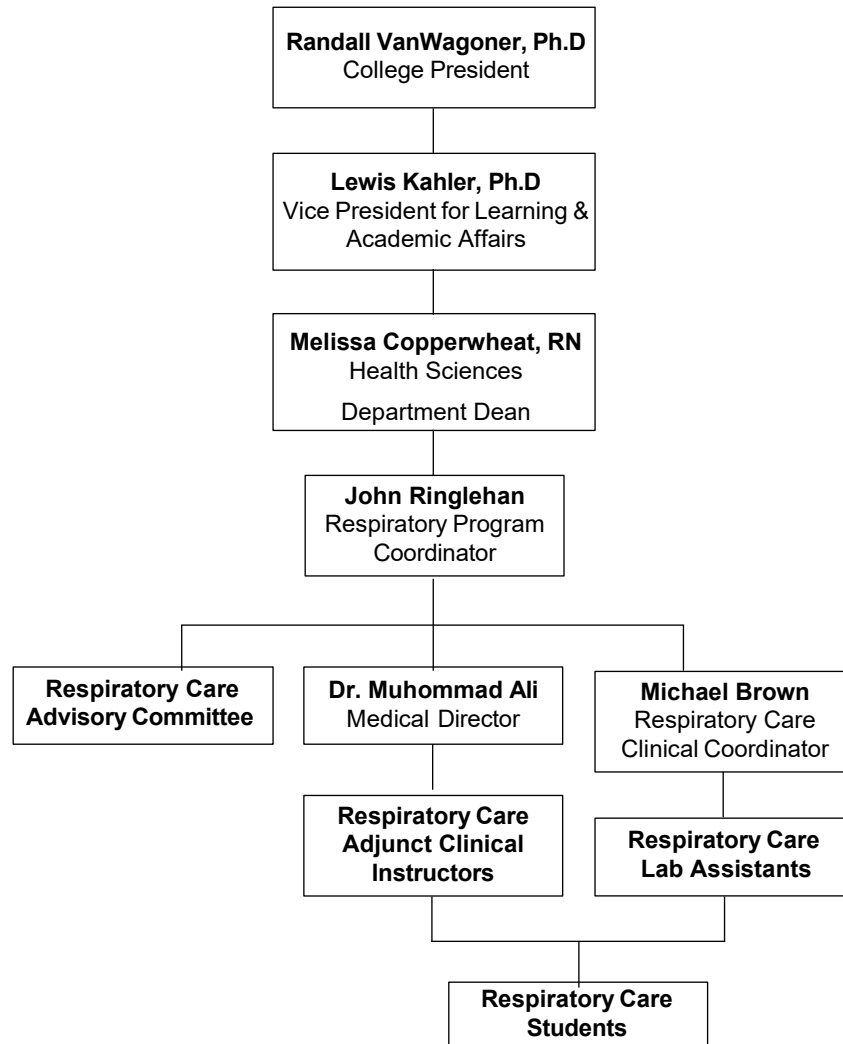 Randall VanWagoner, Ph.D
College President
Lewis Kahler, Ph.D
Vice President for Learning &
Academic Affairs
Melissa Copperwheat, RN
Health Sciences
Department Dean
John Ringlehan
Respiratory Program
Coordinator
Respiratory Care
Advisory Committee
Dr. Muhommad Ali
Medical Director
Michael Brown
Respiratory Care
Clinical Coordinator
Respiratory Care
Adjunct Clinical
Instructors
Respiratory Care
Lab Assistants
Respiratory Care
Students